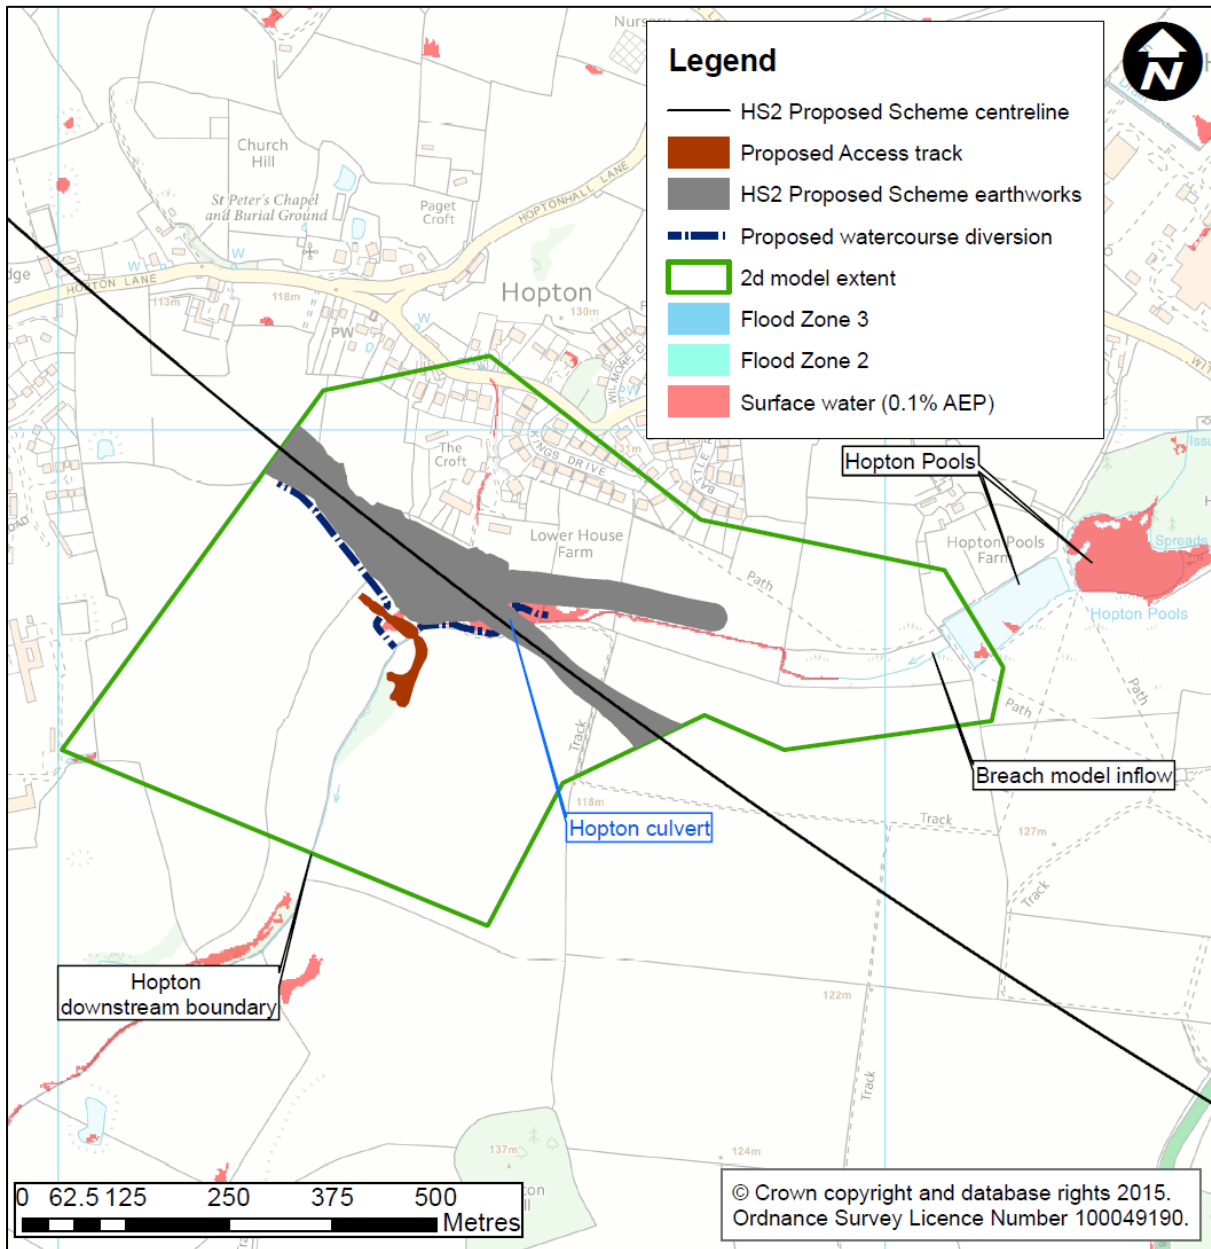 Nursery
Legend
N
HS2 Proposed Scheme centreline
Proposed Access track
HS2 Proposed Scheme earthworks
Proposed watercourse diversion
2d model extent
Flood Zone 3
Flood Zone 2
Surface water (0.1% AEP)
Drain
Church
Hill
St Peter's Chapel
and Burial Ground
Paget
Croft
HOPTONHALL LANE
W
W
W
HOPTON LANE
118m
113m
Hopton
130m
PW
W
KINGS DRIVE
131m
The
Croft
Hopton Pools
Lower House
Farm
Hopton Pools
Farm
Spreads
Hopton Pools
Path
Path
Path
Track
Breach model inflow
118m
Hopton culvert
Track
127m
Track
Hopton
downstream boundary
122m
Track
137m
124m
0 62.5 125 250 375 500
Metres
© Crown copyright and database rights 2015.
Ordnance Survey Licence Number 100049190.